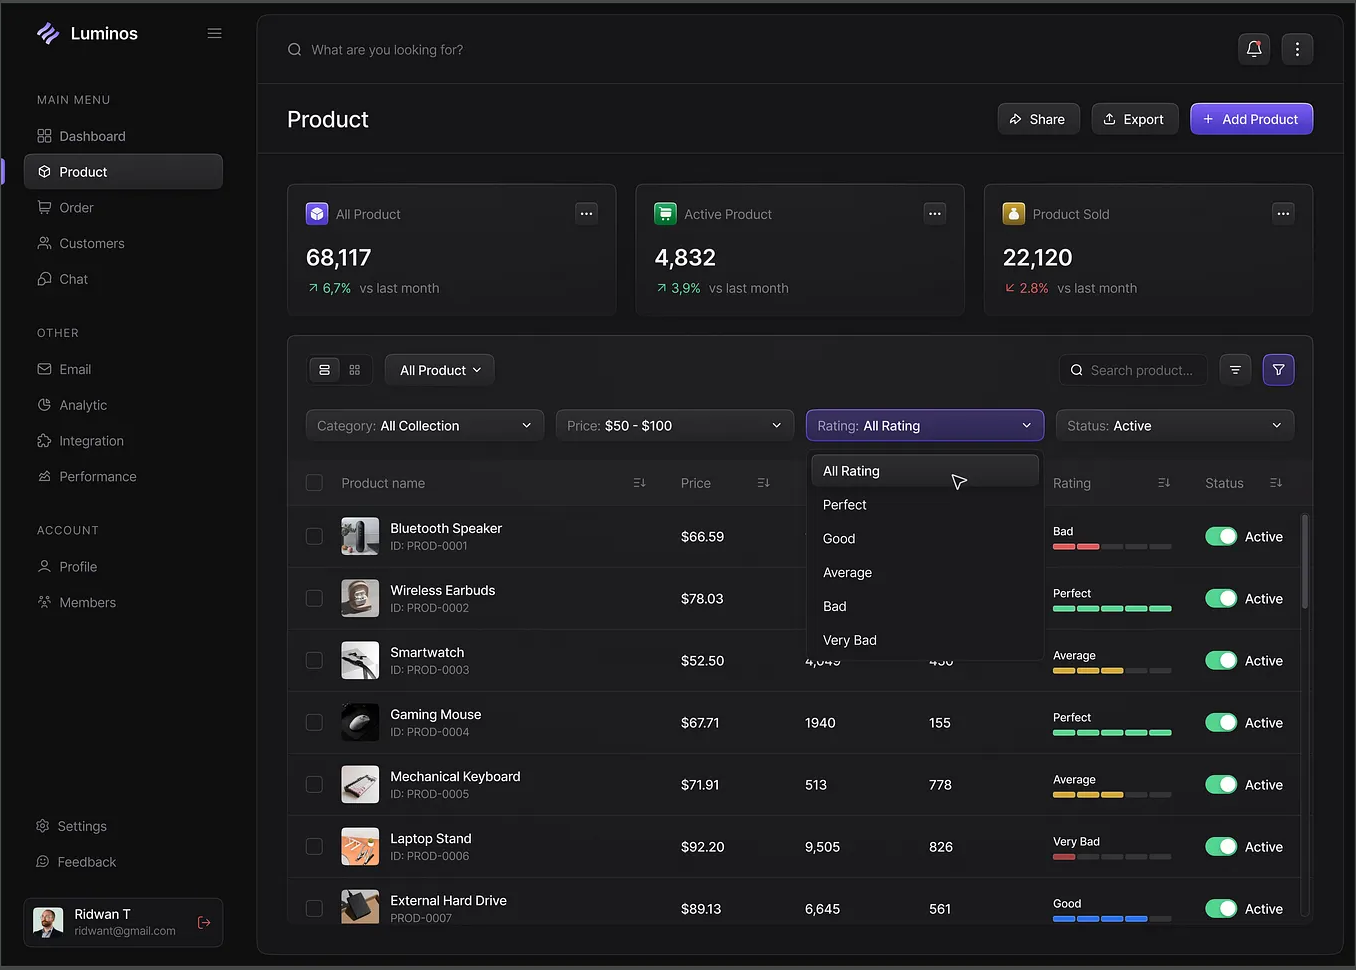 Luminos
What are you looking for?
MAIN MENU
Dashboard
Product
Order
Customers
Chat
OTHER
Email
Analytic
Integration
Performance
ACCOUNT
Profile
Members
Settings
Feedback
Ridwan T
ridwant@gmail.com
Product
Share
Export
+ Add Product
All Product
68,117
6,7% vs last month
Active Product
4,832
3,9% vs last month
Product Sold
22,120
2.8% vs last month
All Product
Search product...
Category: All Collection
Price: $50 - $100
Rating: All Rating
Status: Active
All Rating
Perfect
Good
Average
Bad
Very Bad
Product name Price Rating Status
Bluetooth Speaker
ID: PROD-0001
$66.59
Bad
Active
Wireless Earbuds
ID: PROD-0002
$78.03
Perfect
Active
Smartwatch
ID: PROD-0003
$52.50
Average
Active
Gaming Mouse
ID: PROD-0004
$67.71
1940
155
Perfect
Active
Mechanical Keyboard
ID: PROD-0005
$71.91
513
778
Average
Active
Laptop Stand
ID: PROD-0006
$92.20
9,505
826
Very Bad
Active
External Hard Drive
PROD-0007
$89.13
6,645
561
Good
Active